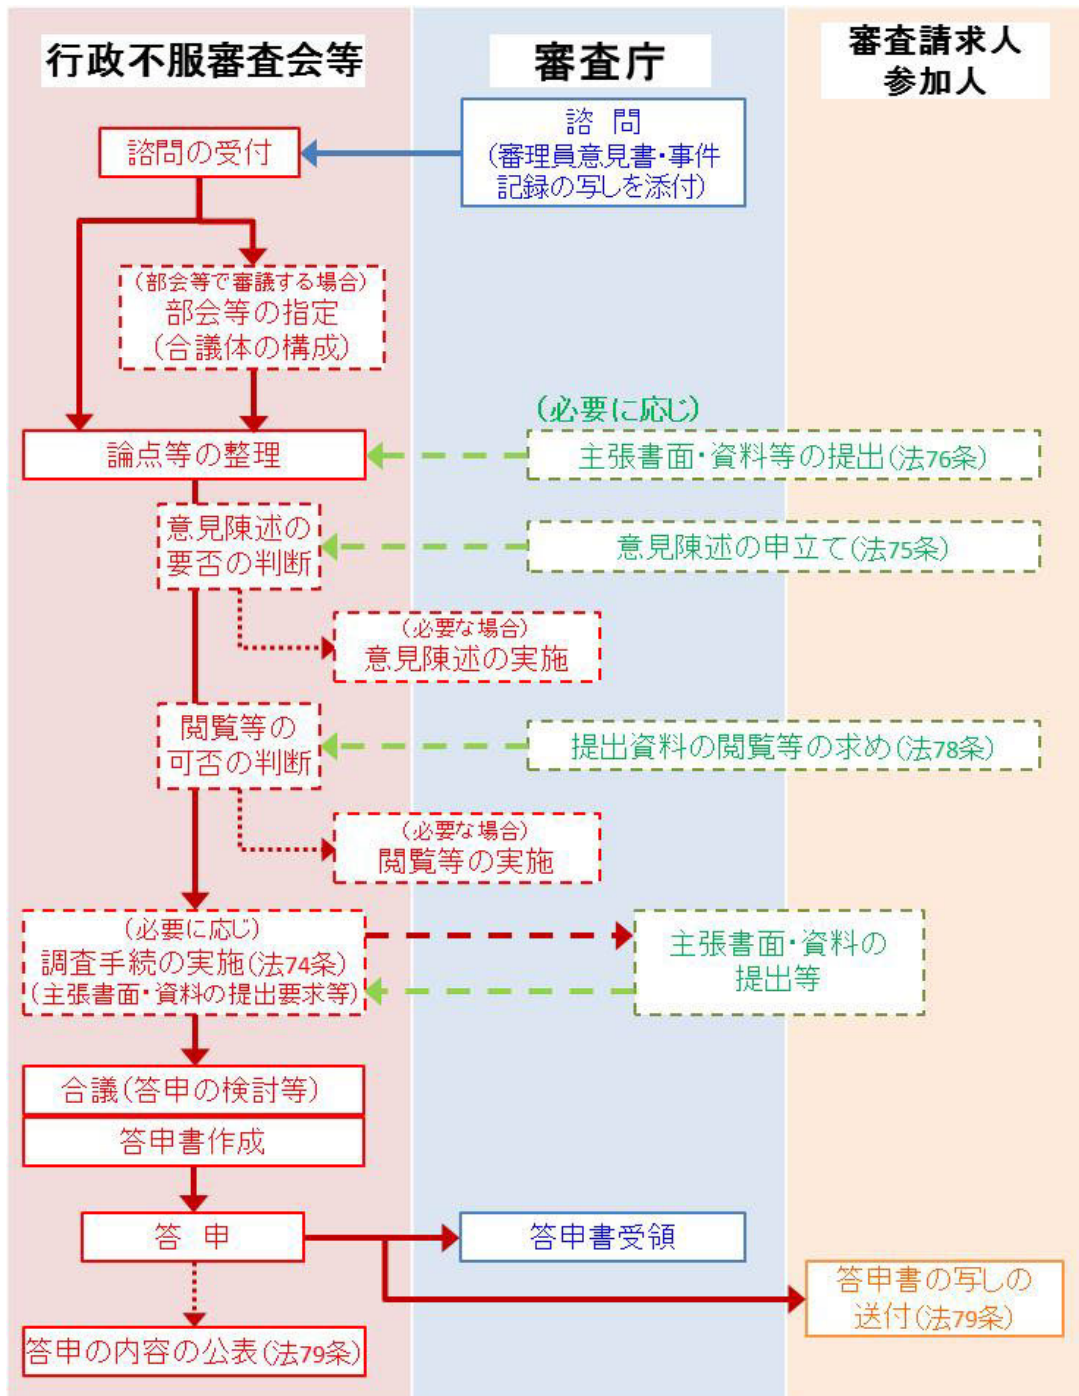 行政不服審査会等
審査庁
審査請求人
参加人
諮問の受付
諮　問
(審理員意見書・事件
記録の写しを添付)
(部会等で審議する場合)
部会等の指定
(合議体の構成)
(必要に応じ)
論点等の整理
主張書面・資料等の提出(法76条)
意見陳述の
要否の判断
意見陳述の申立て(法75条)
(必要な場合)
意見陳述の実施
閲覧等の
可否の判断
提出資料の閲覧等の求め(法78条)
(必要な場合)
閲覧等の実施
(必要に応じ)
調査手続の実施(法74条)
(主張書面・資料の提出要求等)
主張書面・資料の
提出等
合議(答申の検討等)
答申書作成
答　申
答申書受領
答申書の写しの
送付(法79条)
答申の内容の公表(法79条)